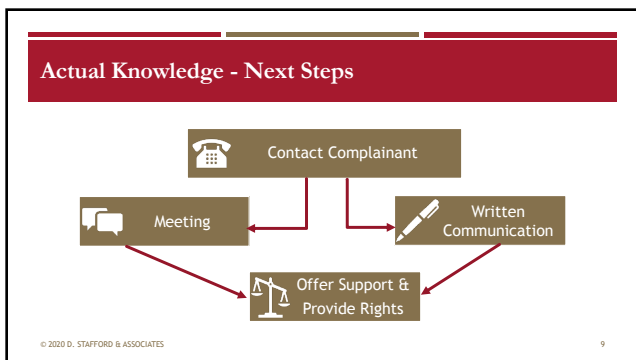 Actual Knowledge - Next Steps
Contact Complainant
Meeting
Written
Communication
Offer Support &
Provide Rights
© 2020 D. STAFFORD & ASSOCIATES
9